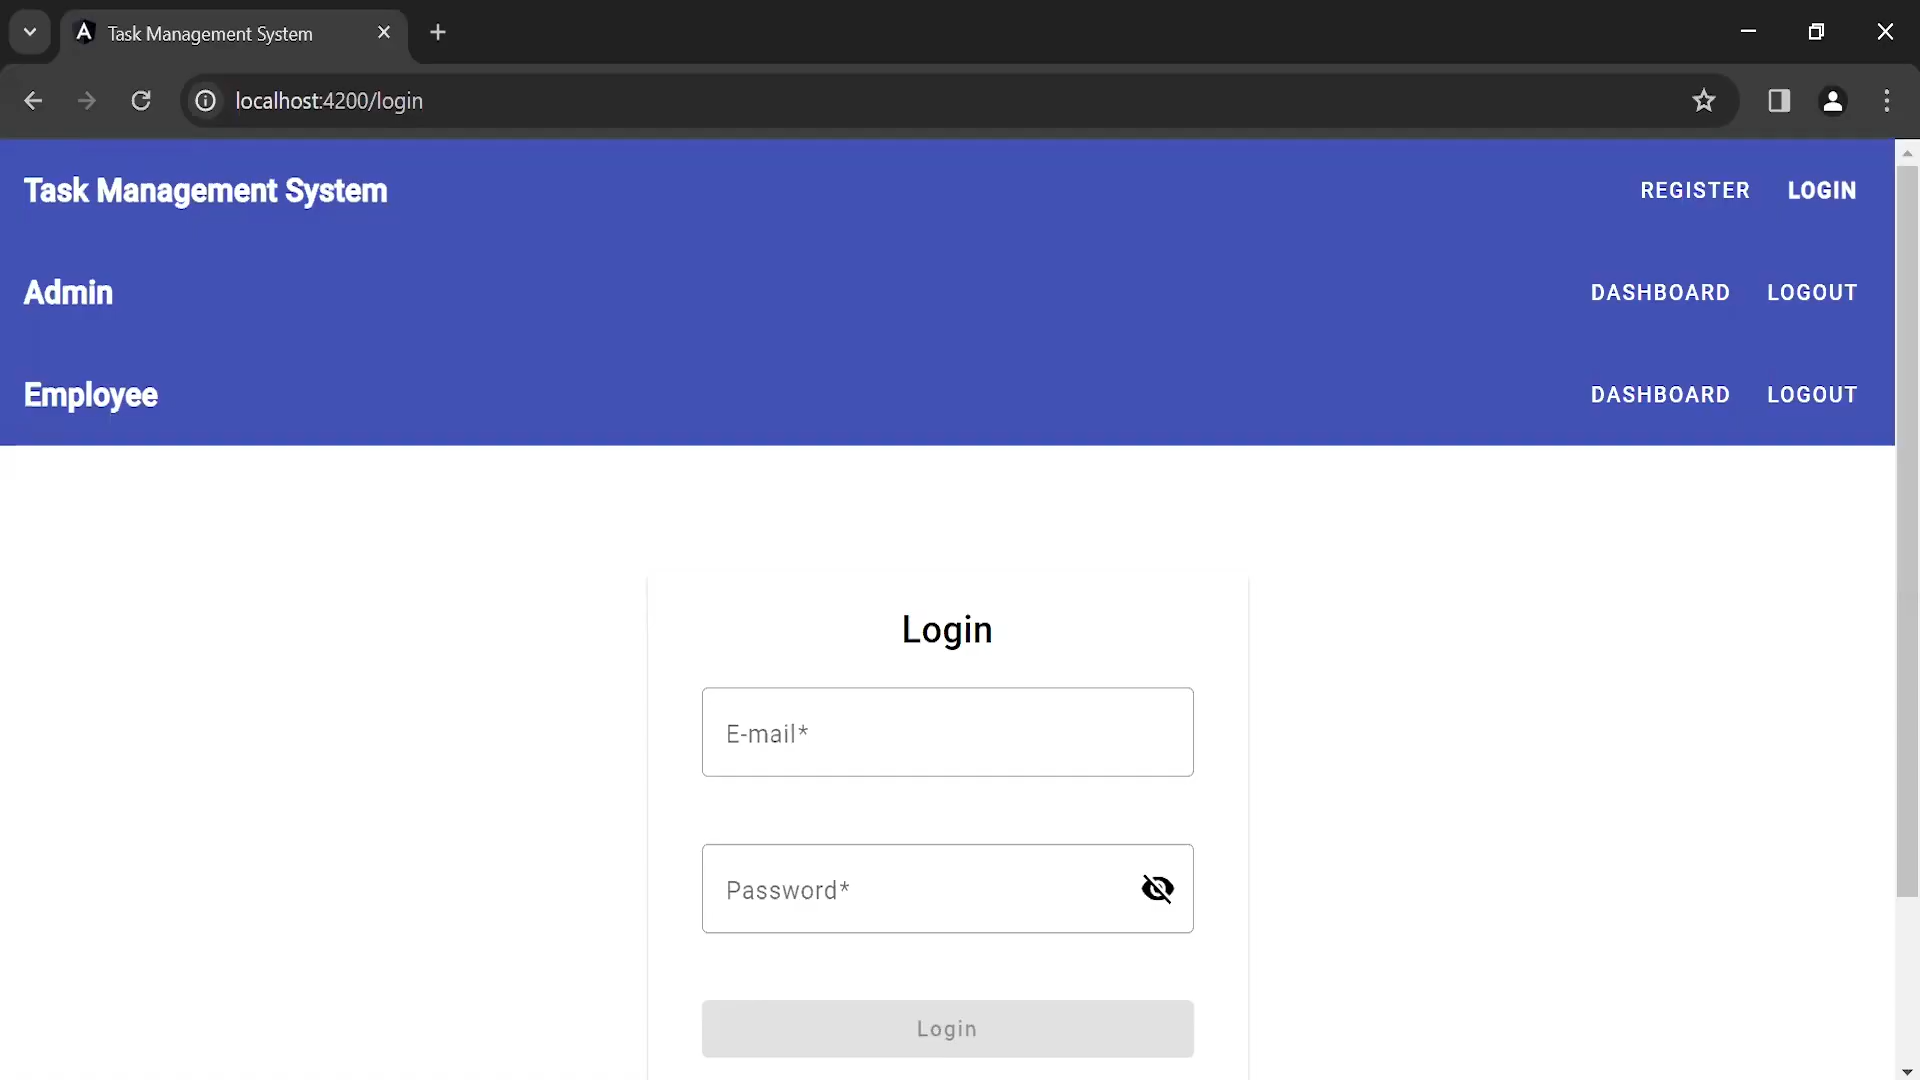 Task Management System
localhost:4200/login
Task Management System REGISTER LOGIN
Admin DASHBOARD LOGOUT
Employee DASHBOARD LOGOUT
Login
E-mail*
Password*
Login